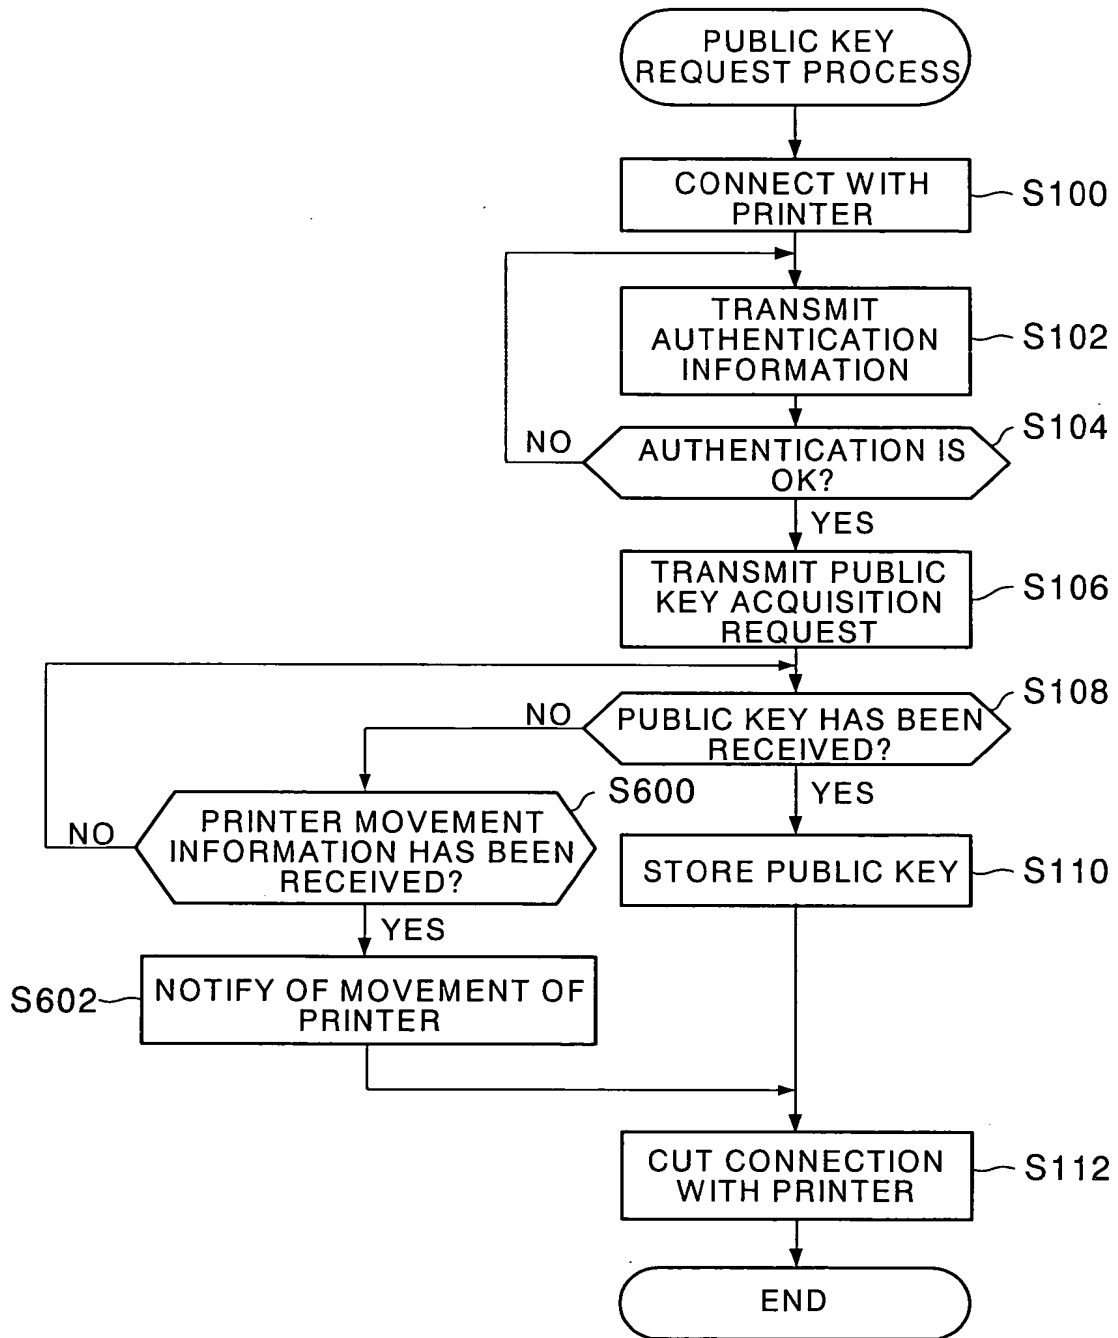 PUBLIC KEY
REQUEST PROCESS
CONNECT WITH
PRINTER
S100
TRANSMIT
AUTHENTICATION
INFORMATION
S102
AUTHENTICATION IS
OK?
S104
NO
YES
TRANSMIT PUBLIC
KEY ACQUISITION
REQUEST
S106
PUBLIC KEY HAS BEEN
RECEIVED?
S108
NO
YES
PRINTER MOVEMENT
INFORMATION HAS BEEN
RECEIVED?
S600
NO
YES
STORE PUBLIC KEY
S110
NOTIFY OF MOVEMENT OF
PRINTER
S602
CUT CONNECTION
WITH PRINTER
S112
END